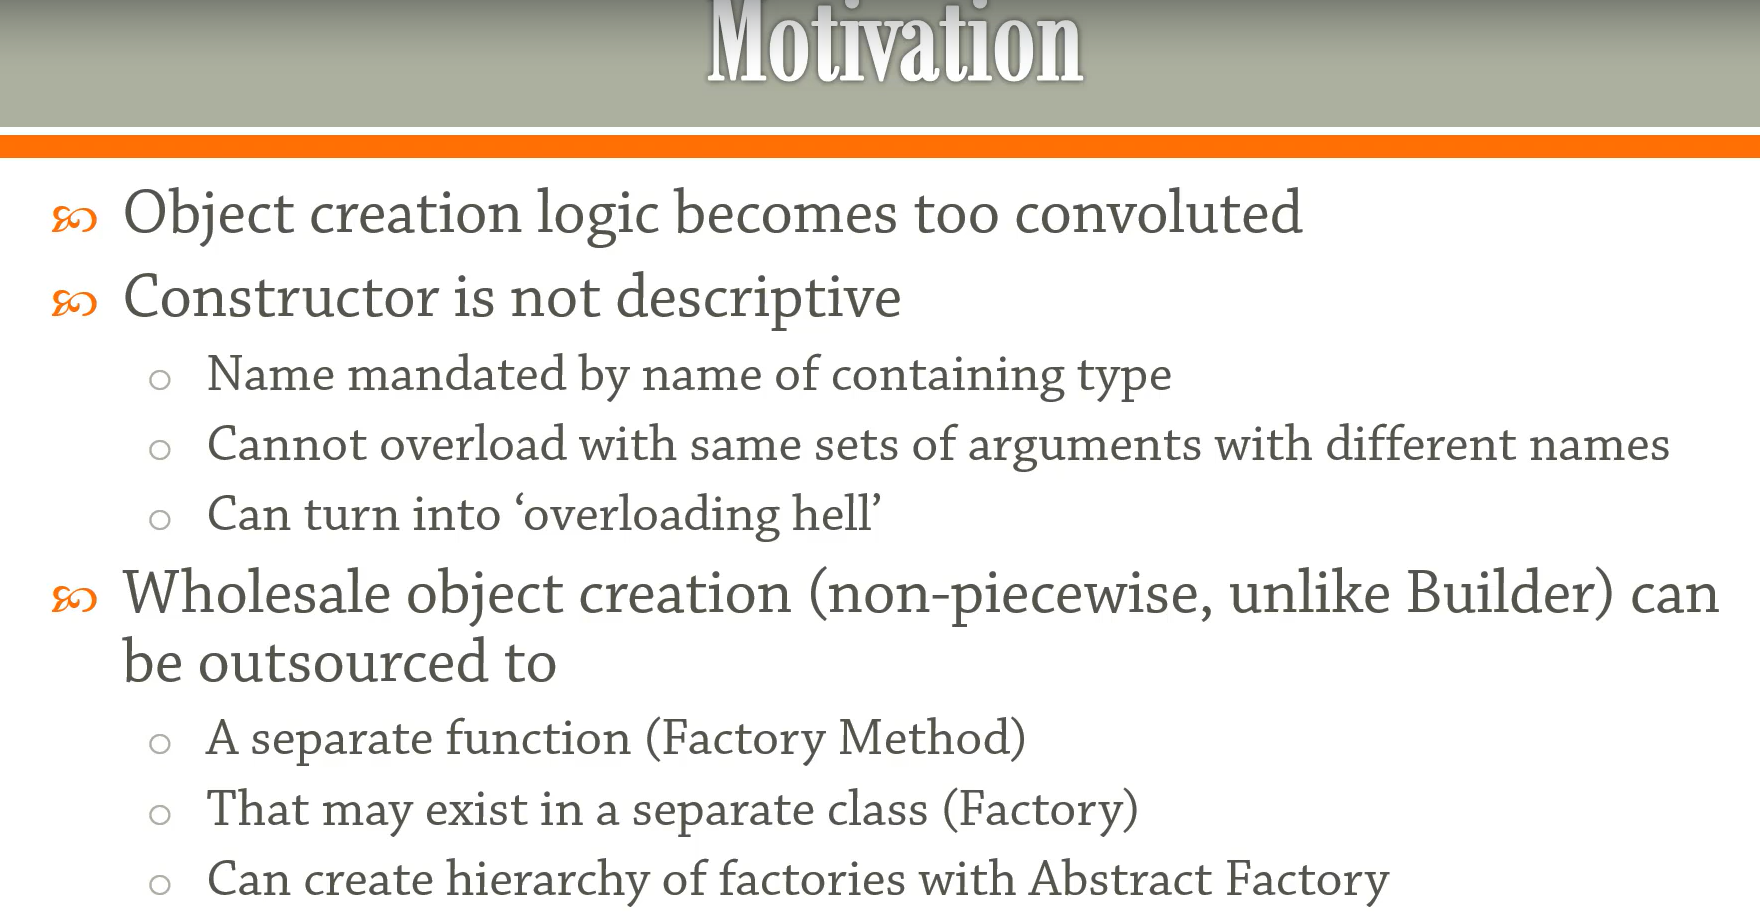 Motivation
Object creation logic becomes too convoluted
Constructor is not descriptive
Name mandated by name of containing type
Cannot overload with same sets of arguments with different names
Can turn into ‘overloading hell’
Wholesale object creation (non-piecewise, unlike Builder) can
be outsourced to
A separate function (Factory Method)
That may exist in a separate class (Factory)
Can create hierarchy of factories with Abstract Factory